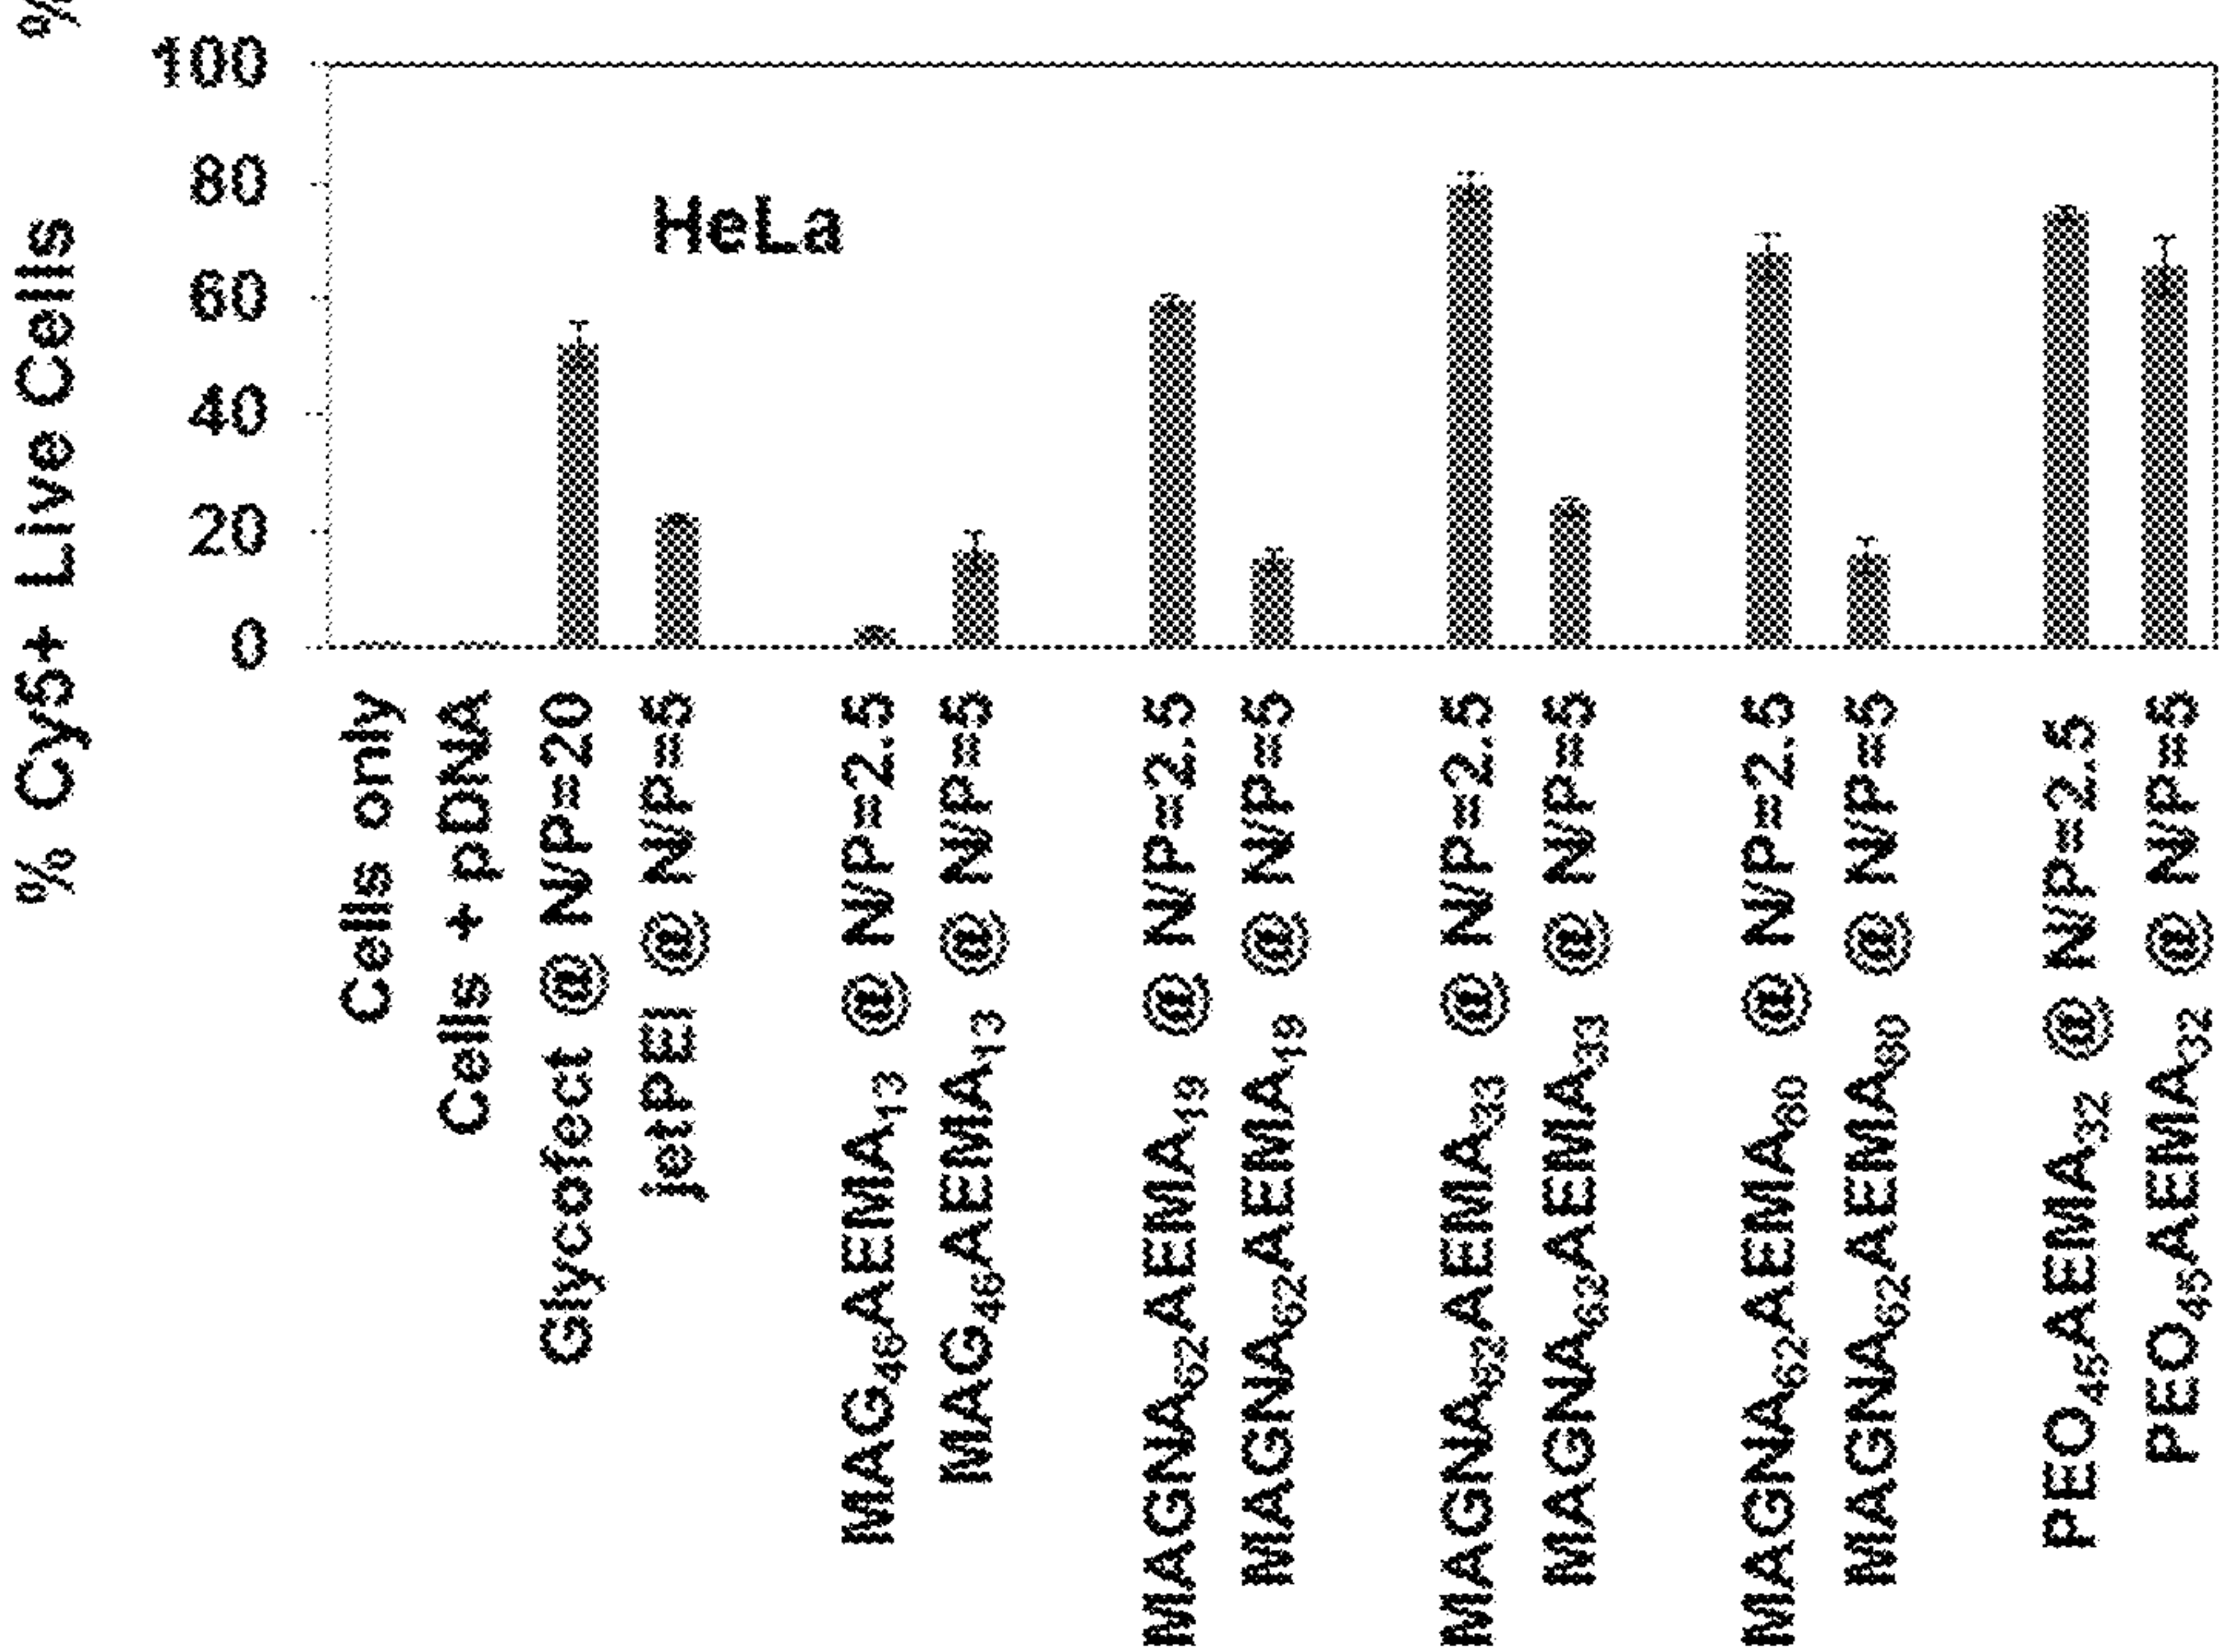 %
% Cy5+ Live Cells
100
80
60
40
20
0
HeLa
Cells only
Cells + pDNA
Glycofect @ N/P=20
jetPEI @ N/P=5
MAG₄₆AEMA₁₃ @ N/P=2.5
MAG₄₆AEMA₁₃ @ N/P=5
MAGNA₆₂AEMA₁₉ @ N/P=2.5
MAGNA₆₂AEMA₁₉ @ N/P=5
MAGNA₆₃AEMA₃₃ @ N/P=2.5
MAGNA₆₃AEMA₃₃ @ N/P=5
MAGNA₆₂AEMA₆₀ @ N/P=2.5
MAGNA₆₂AEMA₆₀ @ N/P=5
PEO₄₅AEMA₃₂ @ N/P=2.5
PEO₄₅AEMA₃₂ @ N/P=5